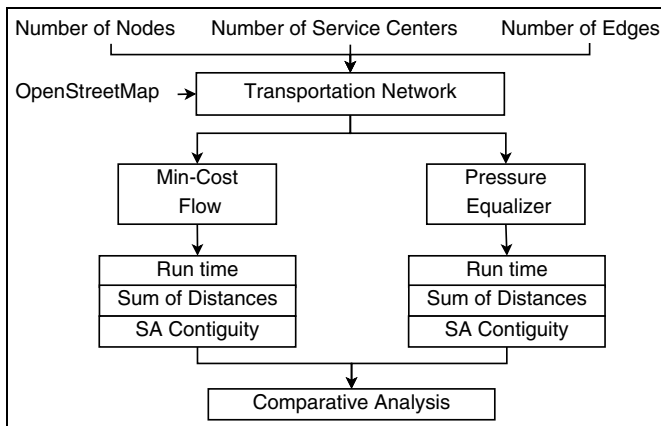 Number of Nodes Number of Service Centers Number of Edges
OpenStreetMap Transportation Network
Min-Cost Flow
Pressure Equalizer
Run time
Sum of Distances
SA Contiguity
Run time
Sum of Distances
SA Contiguity
Comparative Analysis